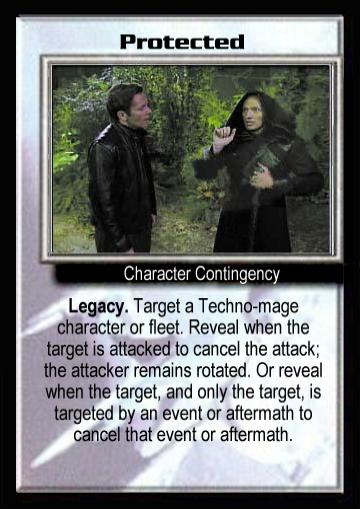 Protected
Character Contingency
Legacy. Target a Techno-mage
character or fleet. Reveal when the
target is attacked to cancel the attack;
the attacker remains rotated. Or reveal
when the target, and only the target, is
targeted by an event or aftermath to
cancel that event or aftermath.